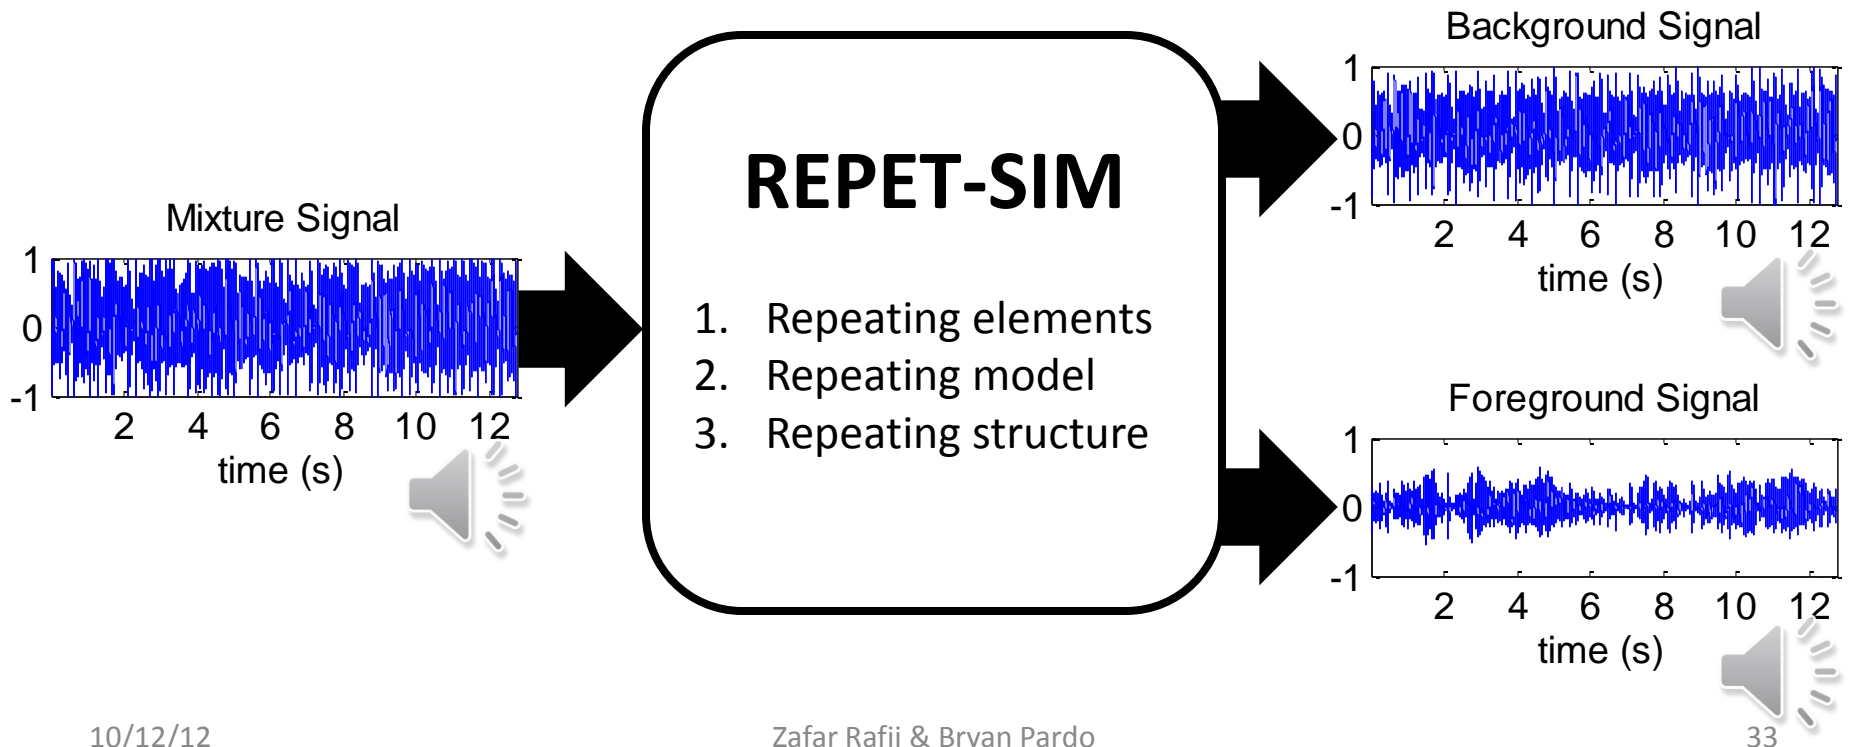 Mixture Signal
1
0
-1
2 4 6 8 10 12
time (s)
REPET-SIM
1. Repeating elements
2. Repeating model
3. Repeating structure
Background Signal
1
0
-1
2 4 6 8 10 12
time (s)
Foreground Signal
1
0
-1
2 4 6 8 10 12
time (s)
10/12/12
Zafar Rafii & Bryan Pardo
33